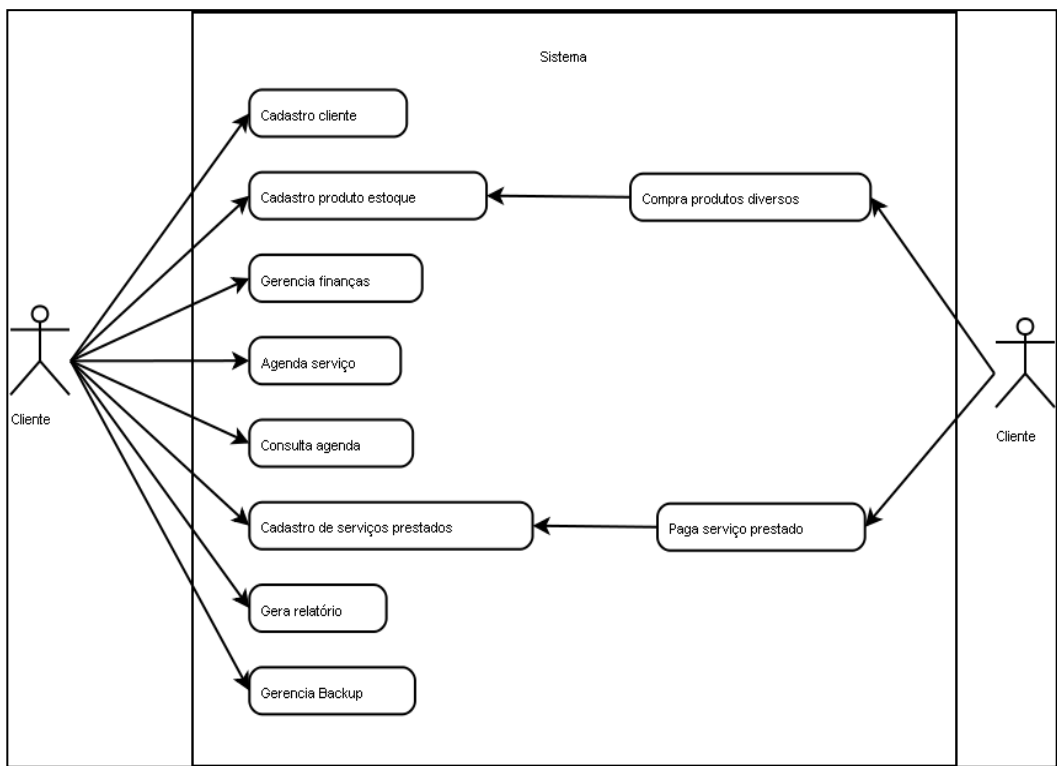 Sistema
Cadastro cliente
Cadastro produto estoque
Compra produtos diversos
Gerencia finanças
Agenda serviço
Cliente
Consulta agenda
Cliente
Cadastro de serviços prestados
Paga serviço prestado
Gera relatório
Gerencia Backup